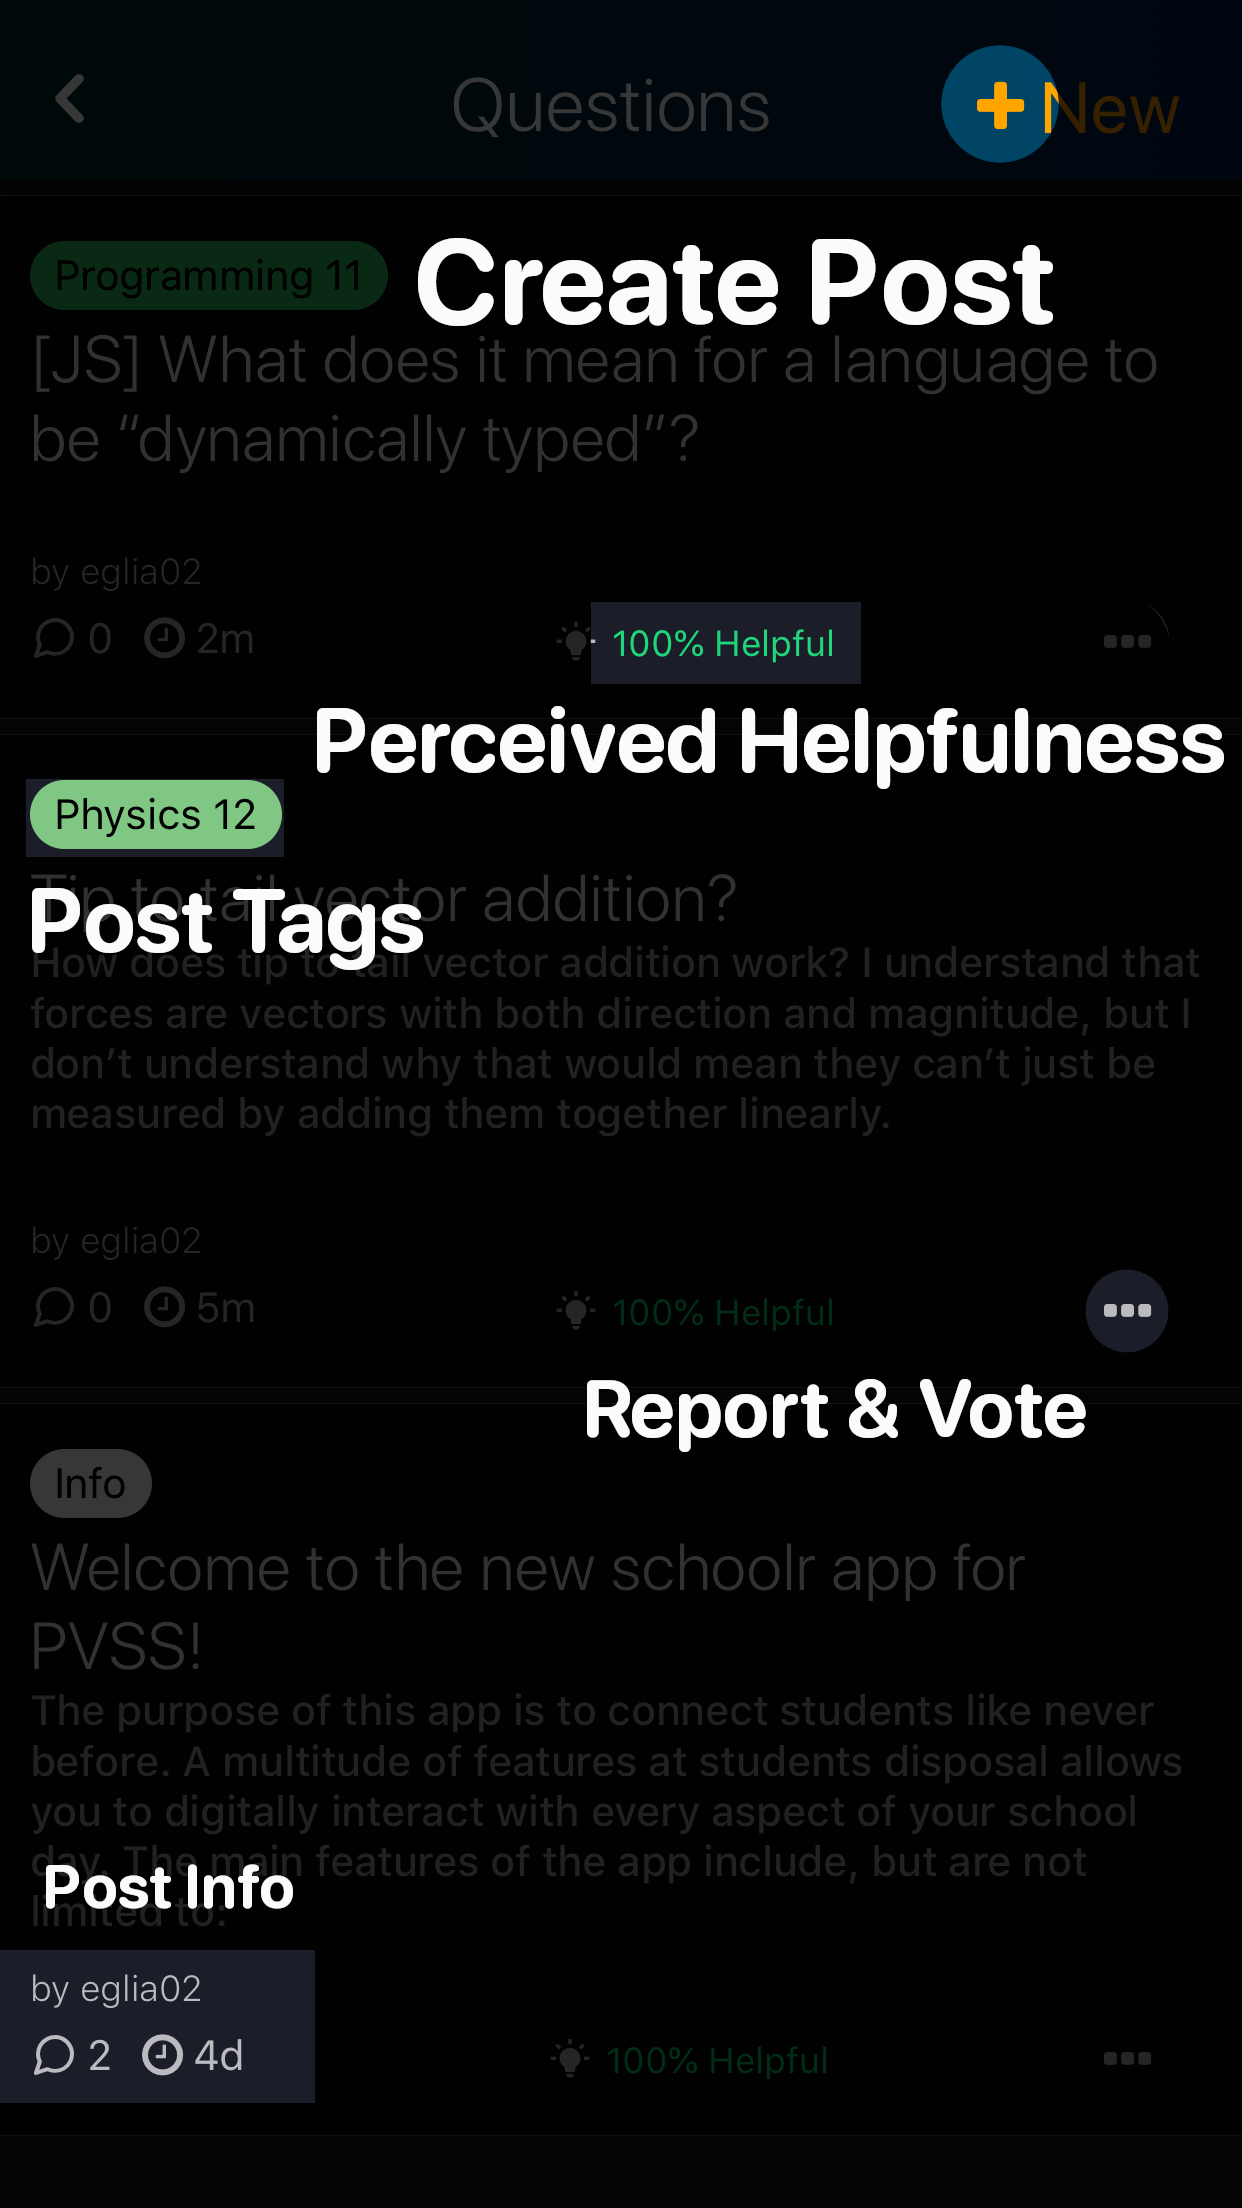 Questions
New
Programming 11
Create Post
[JS] What does it mean for a language to
be “dynamically typed”?
by eglia02
0 2m
100% Helpful
Perceived Helpfulness
Physics 12
Tip to tail vector addition?
Post Tags
How does tip to tail vector addition work? I understand that
forces are vectors with both direction and magnitude, but I
don’t understand why that would mean they can’t just be
measured by adding them together linearly.
by eglia02
0 5m
100% Helpful
Report & Vote
Info
Welcome to the new schoolr app for
PVSS!
The purpose of this app is to connect students like never
before. A multitude of features at students disposal allows
you to digitally interact with every aspect of your school
day. The main features of the app include, but are not
Post Info
limited to:
by eglia02
2 4d
100% Helpful